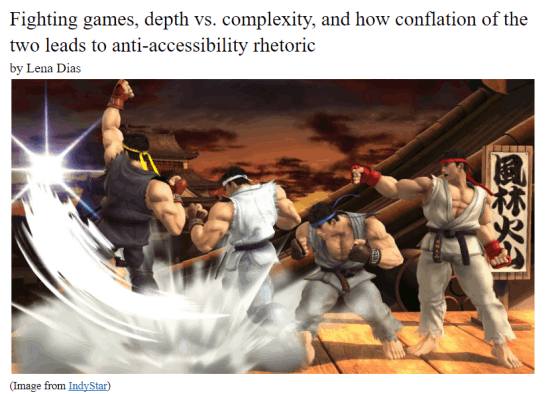 Fighting games, depth vs. complexity, and how conflation of the
two leads to anti-accessibility rhetoric
by Lena Dias
風林火山
(Image from IndyStar)